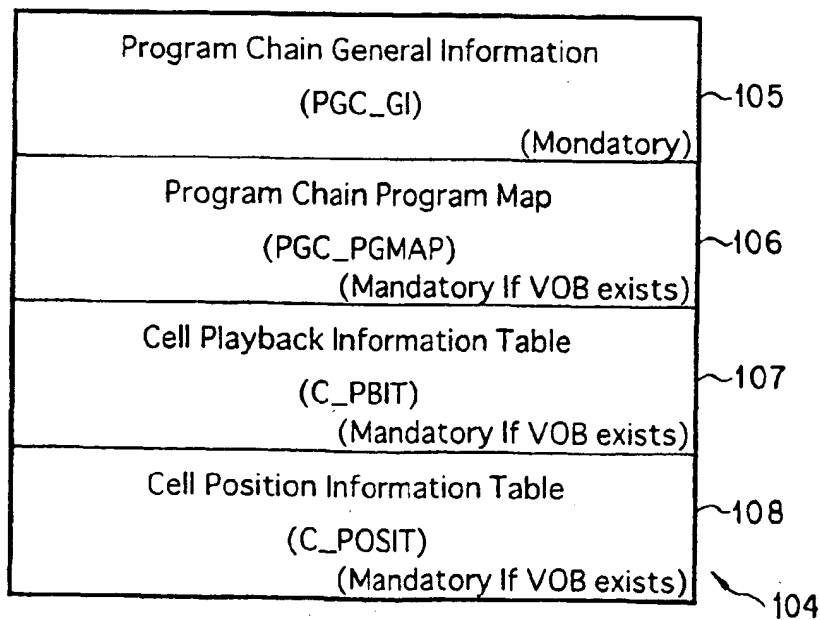 Program Chain General Information
(PGC_GI)
(Mondatory)
105
Program Chain Program Map
(PGC_PGMAP)
(Mandatory If VOB exists)
106
Cell Playback Information Table
(C_PBIT)
(Mandatory If VOB exists)
107
Cell Position Information Table
(C_POSIT)
(Mandatory If VOB exists)
108
104